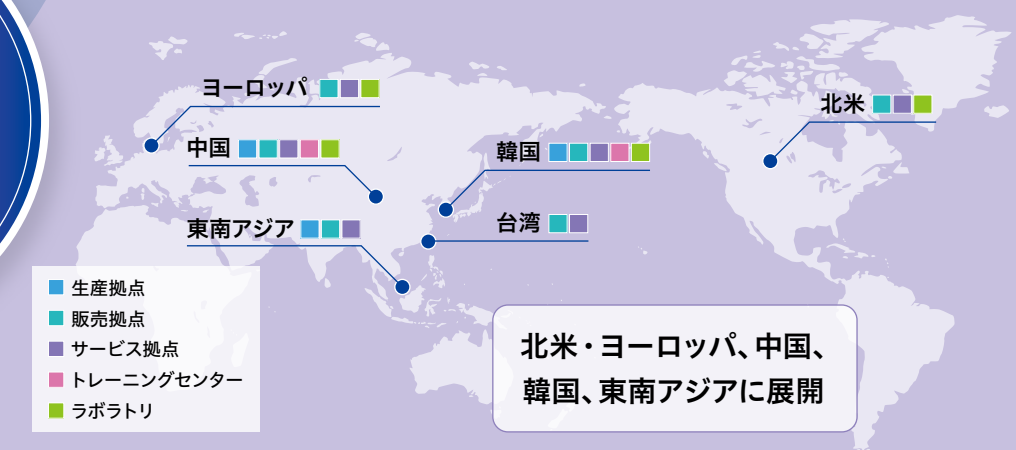 ヨーロッパ
北米
中国
韓国
東南アジア
台湾
生産拠点
販売拠点
サービス拠点
トレーニングセンター
ラボラトリ
北米・ヨーロッパ、中国、
韓国、東南アジアに展開